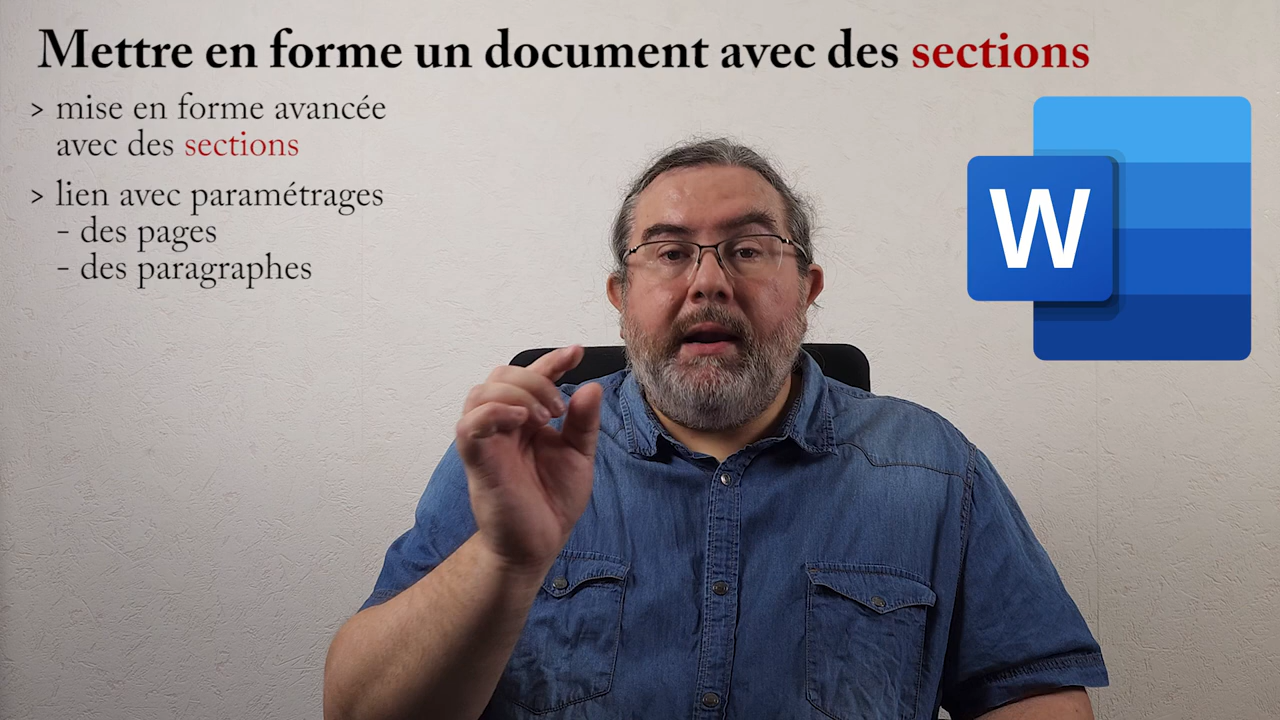 Mettre en forme un document avec des sections
> mise en forme avancée
avec des sections
> lien avec paramétrages
- des pages
- des paragraphes
W